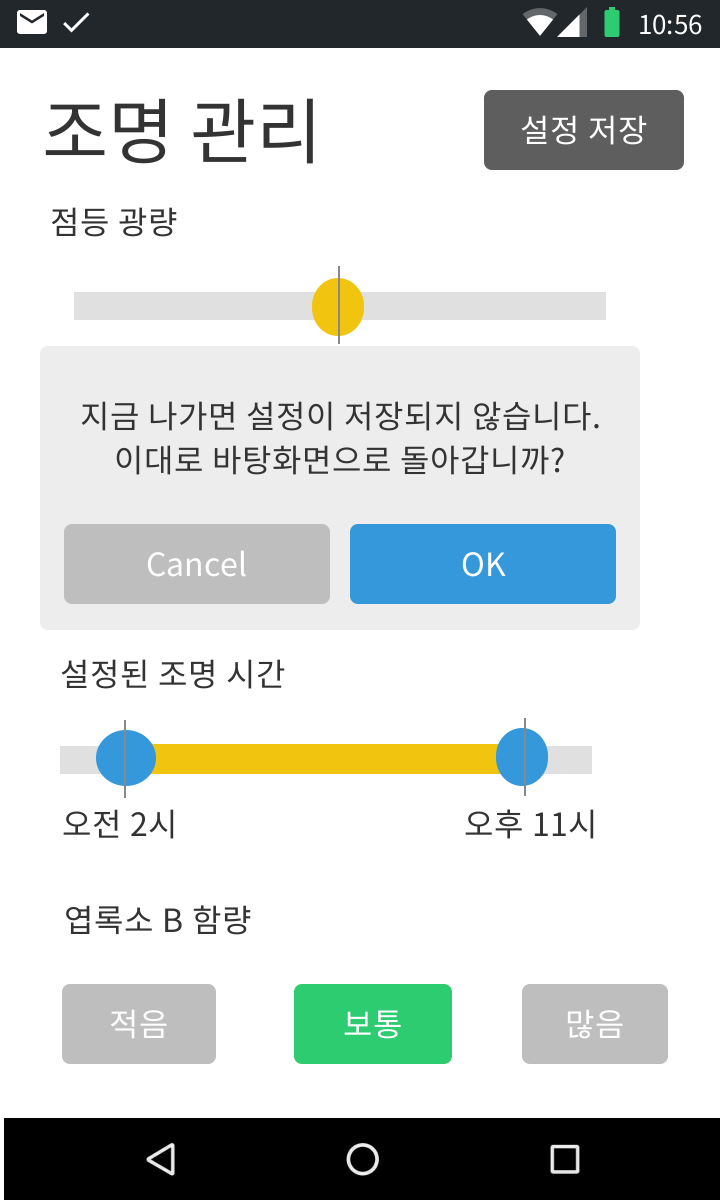 10:56
조명 관리
설정 저장
점등 광량
지금 나가면 설정이 저장되지 않습니다.
이대로 바탕화면으로 돌아갑니까?
Cancel
OK
설정된 조명 시간
오전 2시
오후 11시
엽록소 B 함량
적음
보통
많음